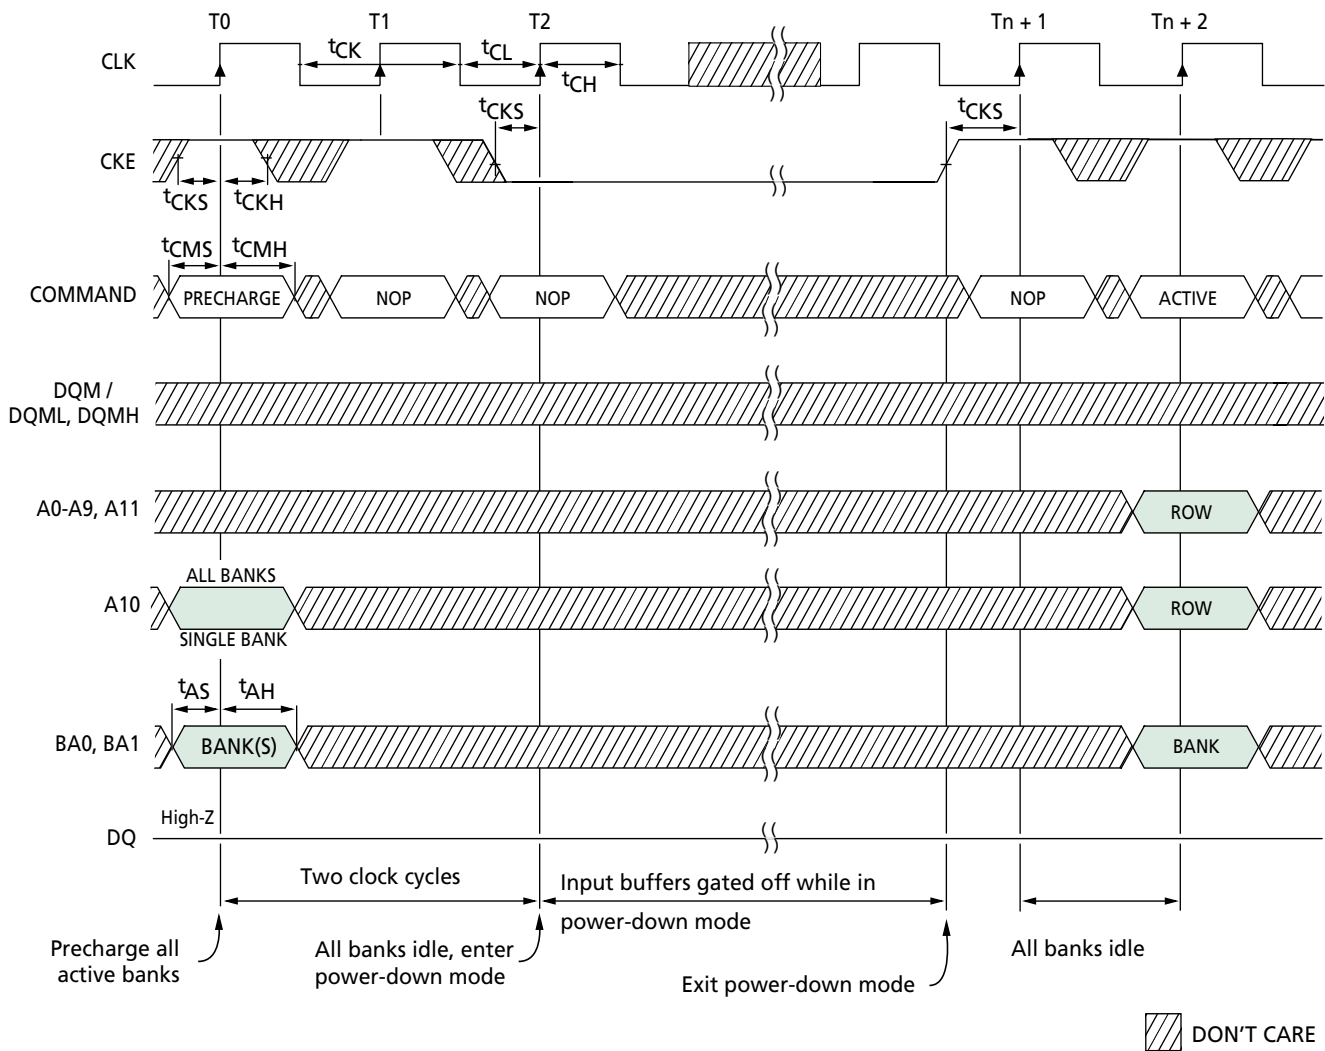 T0 T1 T2 Tn + 1 Tn + 2
CLK
tCK tCL tCH
tCKS tCKS
CKE
tCKS tCKH
tCMS tCMH
COMMAND PRECHARGE NOP NOP NOP ACTIVE
DQM /
DQML, DQMH
A0-A9, A11 ROW
ALL BANKS
A10 ROW
SINGLE BANK
tAS tAH
BA0, BA1 BANK(S) BANK
High-Z
DQ
Two clock cycles
Input buffers gated off while in
power-down mode
Precharge all
active banks
All banks idle, enter
power-down mode
Exit power-down mode
All banks idle
DON'T CARE